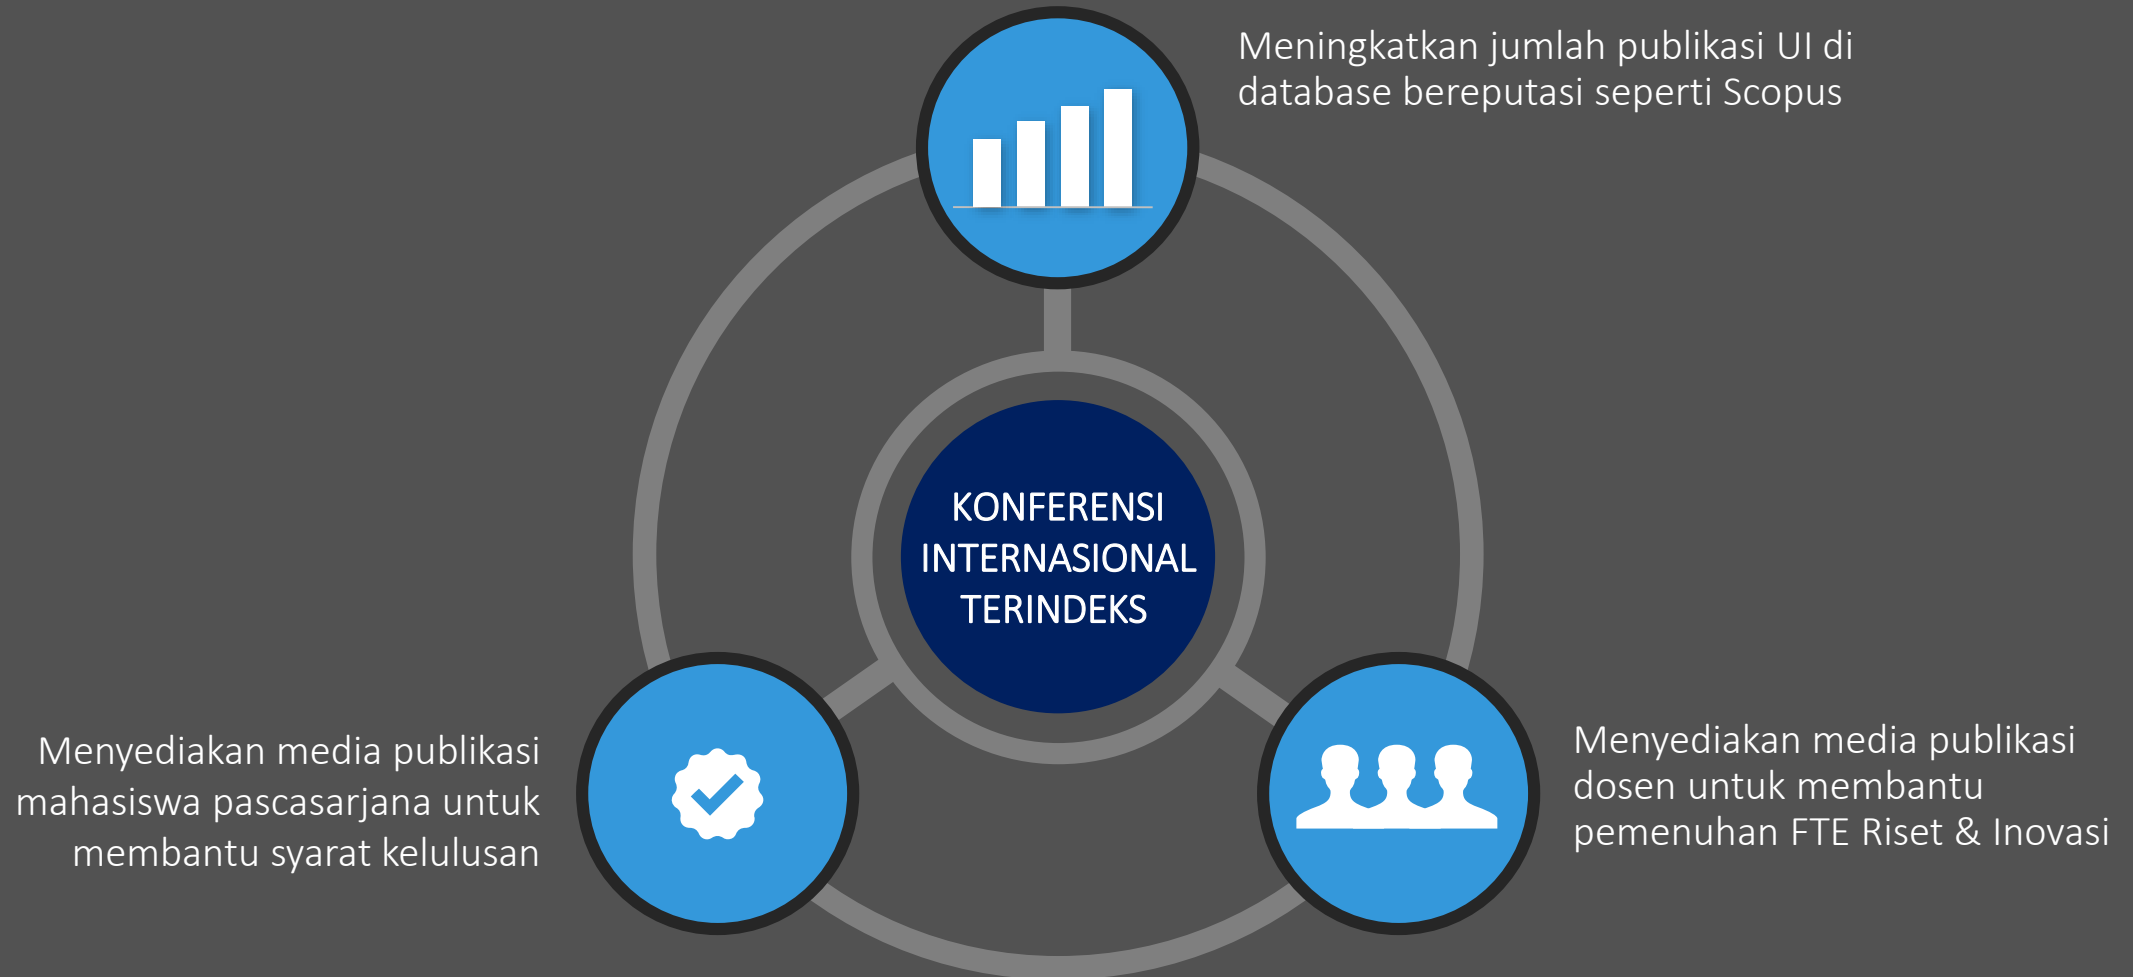 Meningkatkan jumlah publikasi UI di
database bereputasi seperti Scopus
KONFERENSI
INTERNASIONAL
TERINDEKS
Menyediakan media publikasi
mahasiswa pascasarjana untuk
membantu syarat kelulusan
Menyediakan media publikasi
dosen untuk membantu
pemenuhan FTE Riset & Inovasi